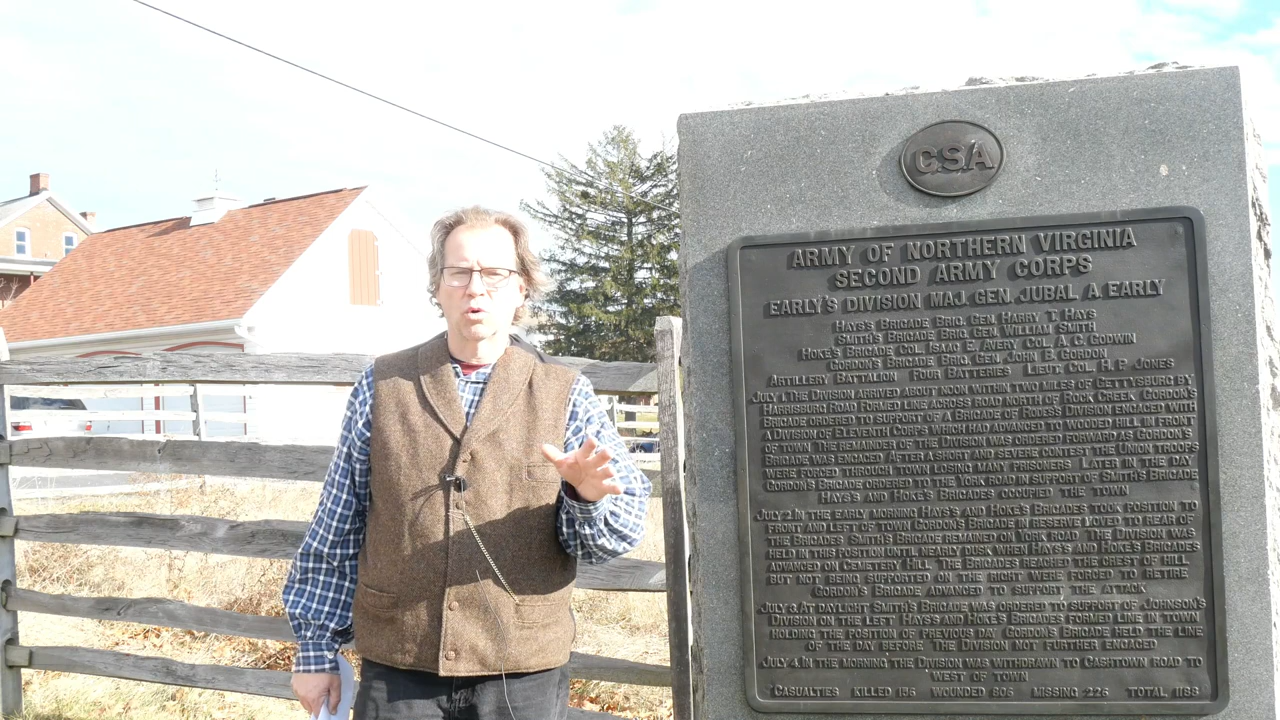 C.S.A.
ARMY OF NORTHERN VIRGINIA
SECOND ARMY CORPS
EARLY'S DIVISION MAJ. GEN. JUBAL A. EARLY
HAYS'S BRIGADE BRIG. GEN. HARRY T. HAYS
SMITH'S BRIGADE BRIG. GEN. WILLIAM SMITH
HOKE'S BRIGADE COL. ISAAC E. AVERY COL. A. C. GODWIN
GORDON'S BRIGADE BRIG. GEN. JOHN B. GORDON
ARTILLERY BATTALION FOUR BATTERIES LIEUT. COL. H. P. JONES
JULY 1. THE DIVISION ARRIVED ABOUT NOON WITHIN TWO MILES OF GETTYSBURG BY
HARRISBURG ROAD FORMED LINE ACROSS ROAD NORTH OF ROCK CREEK GORDON'S
BRIGADE ORDERED TO SUPPORT OF A BRIGADE OF RODES'S DIVISION ENGAGED WITH
A DIVISION OF ELEVENTH CORPS WHICH HAD ADVANCED TO WOODED HILL IN FRONT
OF TOWN THE REMAINDER OF THE DIVISION WAS ORDERED FORWARD AS GORDON'S
BRIGADE WAS ENGAGED AFTER A SHORT AND SEVERE CONTEST THE UNION TROOPS
WERE FORCED THROUGH TOWN LOSING MANY PRISONERS LATER IN THE DAY
GORDON'S BRIGADE ORDERED TO THE YORK ROAD IN SUPPORT OF SMITH'S BRIGADE
HAYS'S AND HOKE'S BRIGADES OCCUPIED THE TOWN
JULY 2. IN THE EARLY MORNING HAYS'S AND HOKE'S BRIGADES TOOK POSITION TO
FRONT AND LEFT OF TOWN GORDON'S BRIGADE IN RESERVE MOVED TO REAR OF
THE BRIGADES SMITH'S BRIGADE REMAINED ON YORK ROAD THE DIVISION WAS
HELD IN THIS POSITION UNTIL NEARLY DUSK WHEN HAYS'S AND HOKE'S BRIGADES
ADVANCED ON CEMETERY HILL. THE BRIGADES REACHED THE CREST OF HILL
BUT NOT BEING SUPPORTED ON THE RIGHT WERE FORCED TO RETIRE
GORDON'S BRIGADE ADVANCED TO SUPPORT THE ATTACK
JULY 3. AT DAYLIGHT SMITH'S BRIGADE WAS ORDERED TO SUPPORT OF JOHNSON'S
DIVISION ON THE LEFT HAYS'S AND HOKE'S BRIGADES FORMED LINE IN TOWN
HOLDING THE POSITION OF PREVIOUS DAY GORDON'S BRIGADE HELD THE LINE
OF THE DAY BEFORE THE DIVISION NOT FURTHER ENGAGED
JULY 4. IN THE MORNING THE DIVISION WAS WITHDRAWN TO CASHTOWN ROAD TO
WEST OF TOWN
CASUALTIES KILLED 156 WOUNDED 806 MISSING 226 TOTAL 1188